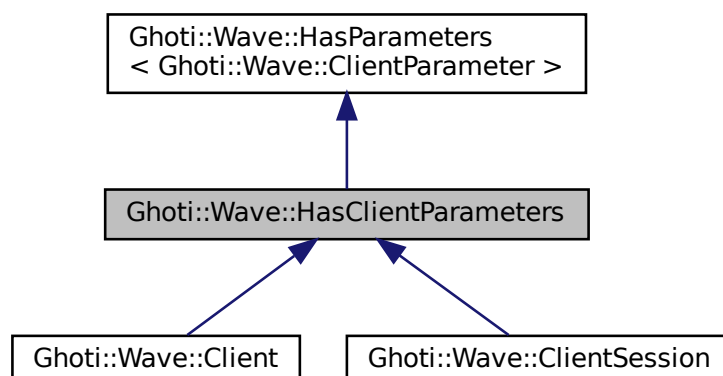 Ghoti::Wave::HasParameters
< Ghoti::Wave::ClientParameter >
Ghoti::Wave::HasClientParameters
Ghoti::Wave::Client
Ghoti::Wave::ClientSession